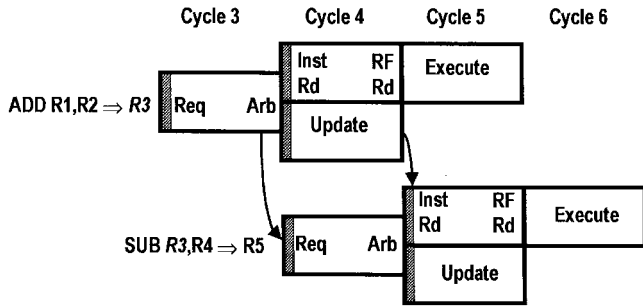 Cycle 3 Cycle 4 Cycle 5 Cycle 6
Inst RF
Rd Rd
Execute
ADD R1,R2 ⇒ R3
Req Arb
Update
Inst RF
Rd Rd
Execute
SUB R3,R4 ⇒ R5
Req Arb
Update